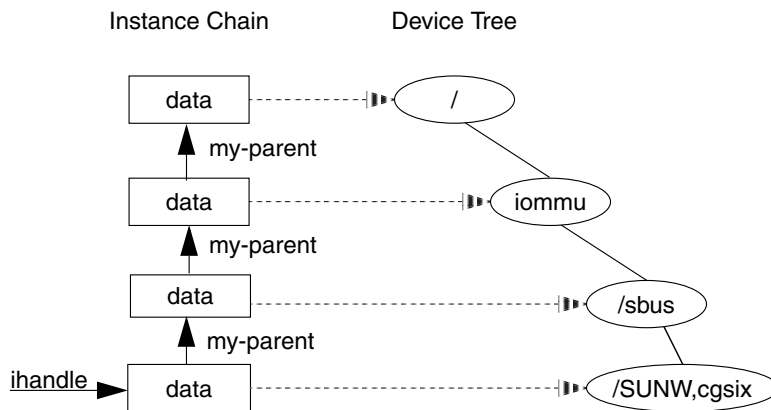 Instance Chain Device Tree
data /
my-parent
data iommu
my-parent
data /sbus
my-parent
ihandle
data /SUNW,cgsix